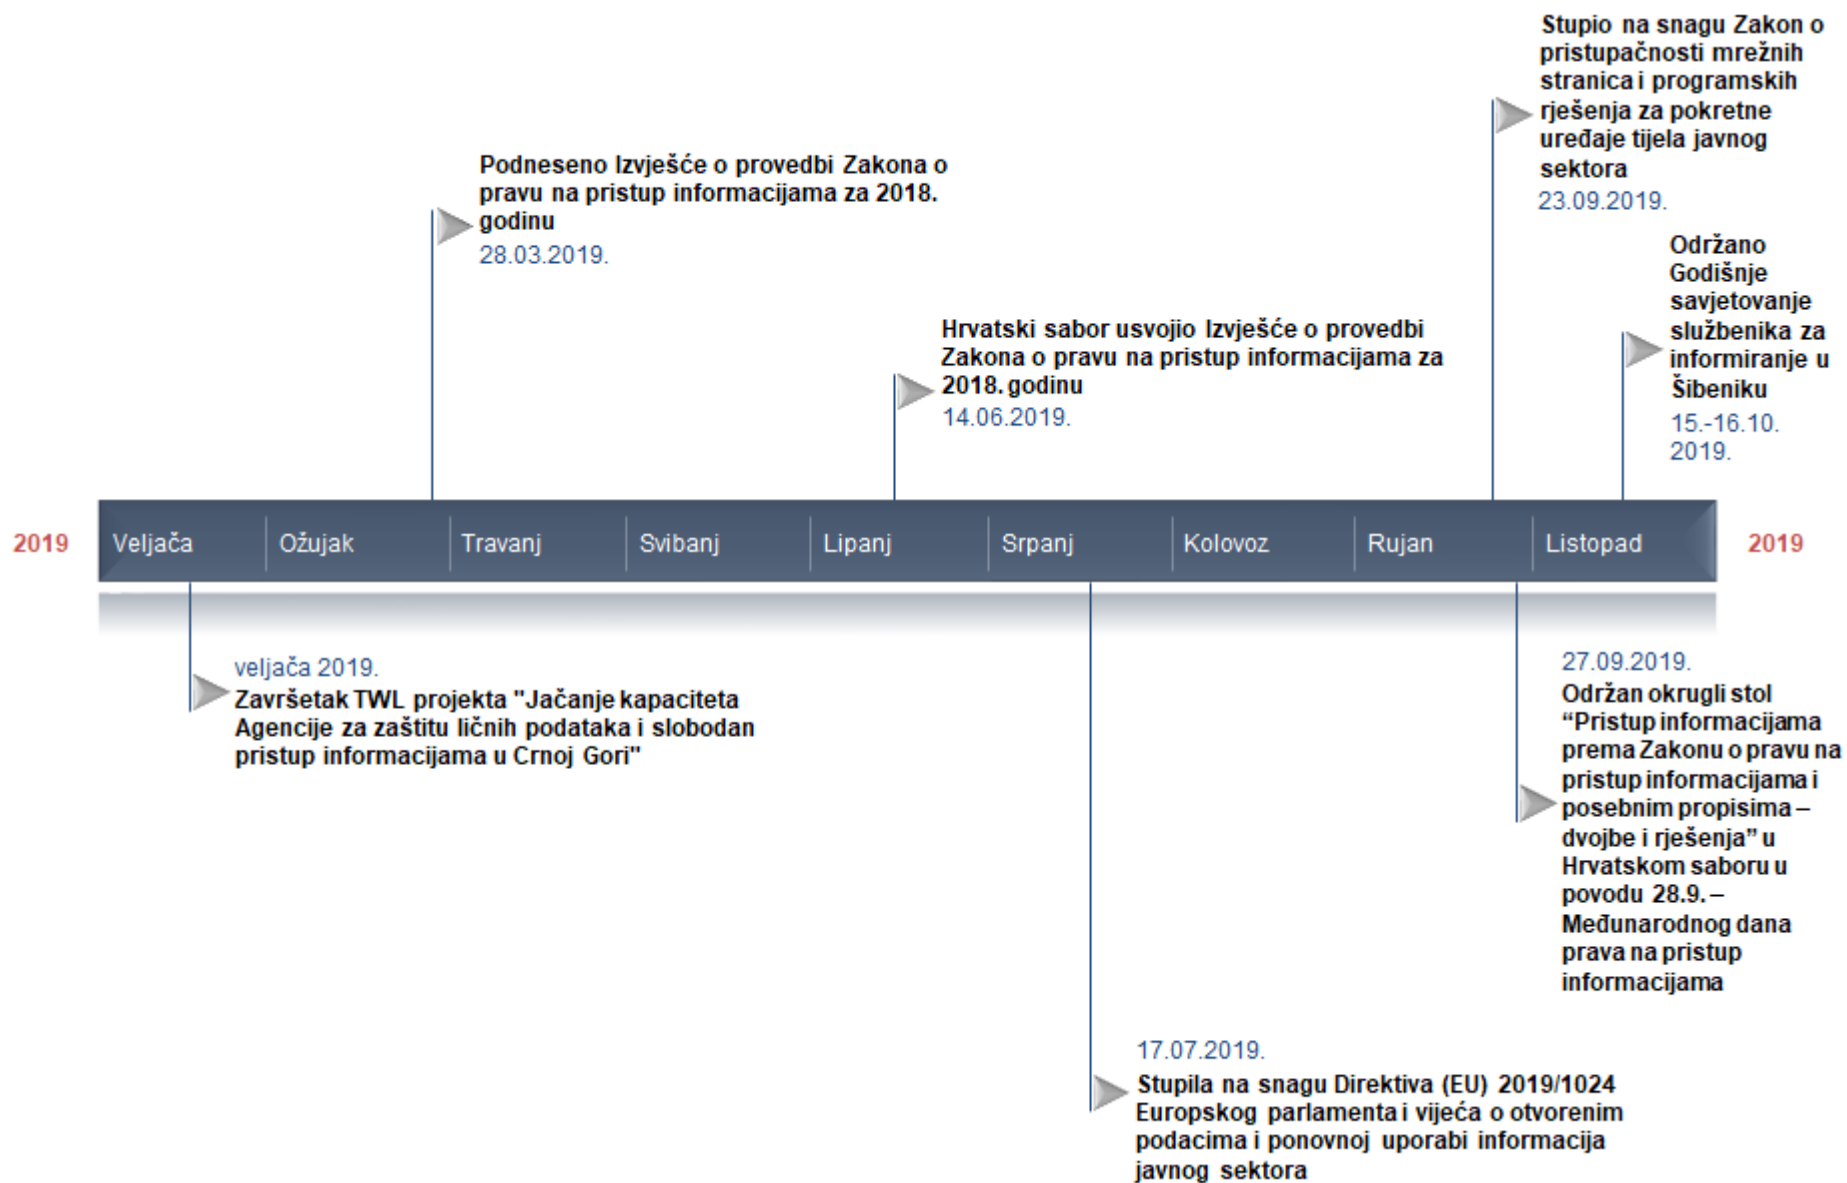 Stupio na snagu Zakon o
pristupačnosti mrežnih
stranica i programskih
rješenja za pokretne
uređaje tijela javnog
sektora
23.09.2019.
Podneseno Izvješće o provedbi Zakona o
pravu na pristup informacijama za 2018.
godinu
28.03.2019.
Održano
Godišnje
savjetovanje
službenika za
informiranje u
Šibeniku
15.-16.10.
2019.
Hrvatski sabor usvojio Izvješće o provedbi
Zakona o pravu na pristup informacijama za
2018. godinu
14.06.2019.
2019 Veljača Ožujak Travanj Svibanj Lipanj Srpanj Kolovoz Rujan Listopad 2019
veljača 2019.
Završetak TWL projekta "Jačanje kapaciteta
Agencije za zaštitu ličnih podataka i slobodan
pristup informacijama u Crnoj Gori"
27.09.2019.
Održan okrugli stol
“Pristup informacijama
prema Zakonu o pravu na
pristup informacijama i
posebnim propisima –
dvojbe i rješenja” u
Hrvatskom saboru u
povodu 28.9. –
Međunarodnog dana
prava na pristup
informacijama
17.07.2019.
Stupila na snagu Direktiva (EU) 2019/1024
Europskog parlamenta i vijeća o otvorenim
podacima i ponovnoj uporabi informacija
javnog sektora